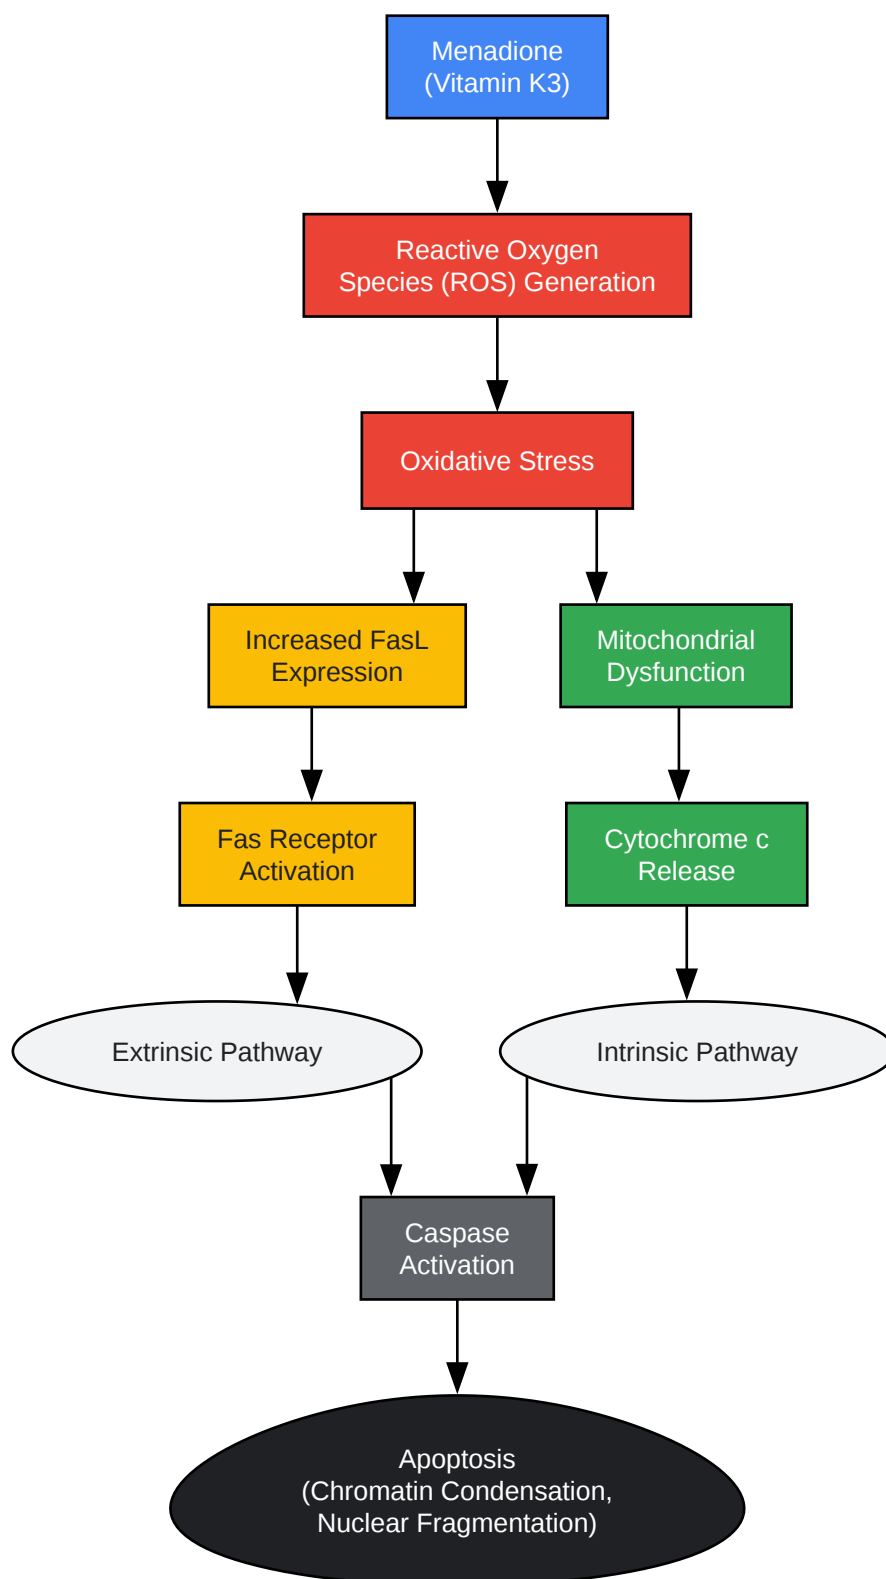 Menadione
(Vitamin K3)
Reactive Oxygen
Species (ROS) Generation
Oxidative Stress
Increased FasL
Expression
Mitochondrial
Dysfunction
Fas Receptor
Activation
Cytochrome c
Release
Extrinsic Pathway
Intrinsic Pathway
Caspase
Activation
Apoptosis
(Chromatin Condensation,
Nuclear Fragmentation)